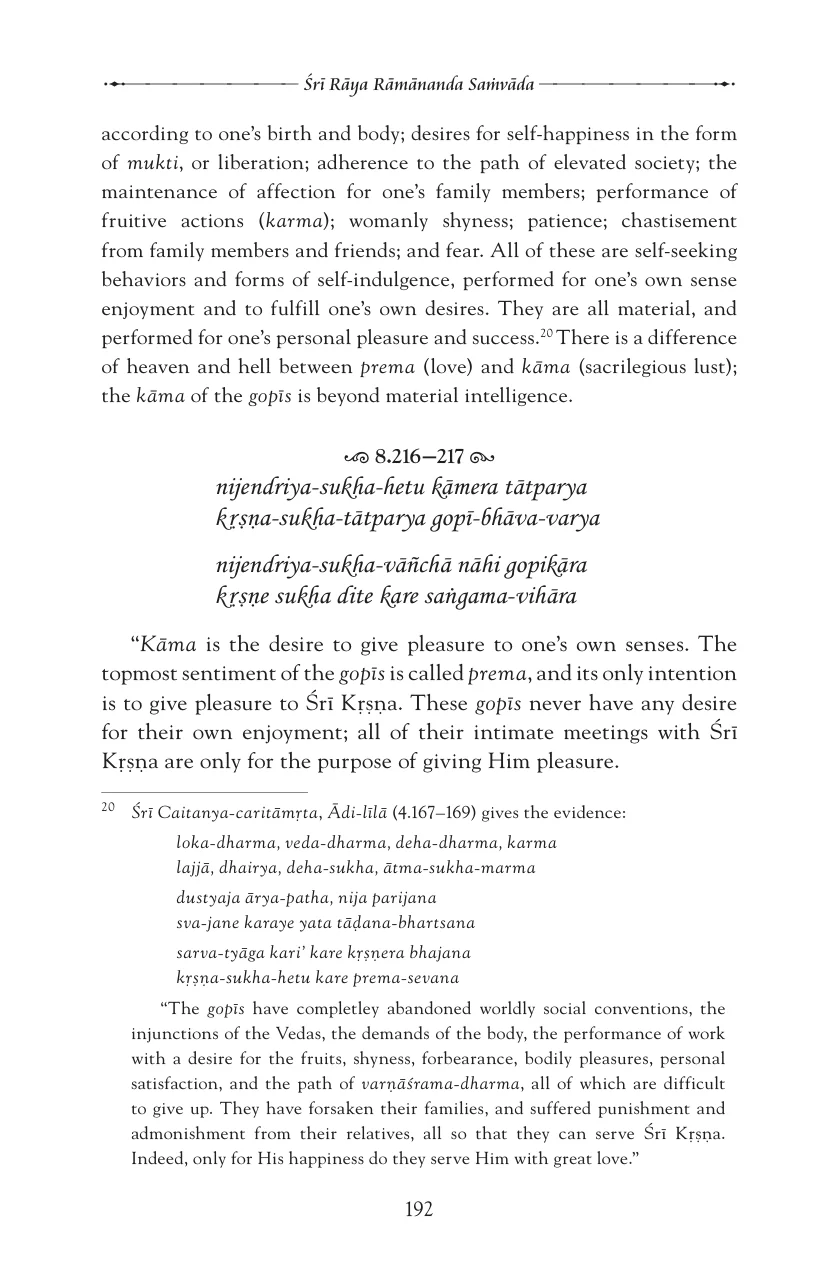 Śrī Rāya Rāmānanda Saṁvāda
according to one’s birth and body; desires for self-happiness in the form
of mukti, or liberation; adherence to the path of elevated society; the
maintenance of affection for one’s family members; performance of
fruitive actions (karma); womanly shyness; patience; chastisement
from family members and friends; and fear. All of these are self-seeking
behaviors and forms of self-indulgence, performed for one’s own sense
enjoyment and to fulfill one’s own desires. They are all material, and
performed for one’s personal pleasure and success.20 There is a difference
of heaven and hell between prema (love) and kāma (sacrilegious lust);
the kāma of the gopīs is beyond material intelligence.
8.216–217
nijendriya-sukha-hetu kāmera tātparya
kṛṣṇa-sukha-tātparya gopī-bhāva-varya
nijendriya-sukha-vāñchā nāhi gopikāra
kṛṣṇe sukha dite kare saṅgama-vihāra
“Kāma is the desire to give pleasure to one’s own senses. The
topmost sentiment of the gopīs is called prema, and its only intention
is to give pleasure to Śrī Kṛṣṇa. These gopīs never have any desire
for their own enjoyment; all of their intimate meetings with Śrī
Kṛṣṇa are only for the purpose of giving Him pleasure.
20 Śrī Caitanya-caritāmṛta, Ādi-līlā (4.167–169) gives the evidence:
loka-dharma, veda-dharma, deha-dharma, karma
lajjā, dhairya, deha-sukha, ātma-sukha-marma
dustyaja ārya-patha, nija parijana
sva-jane karaye yata tāḍana-bhartsana
sarva-tyāga kari’ kare kṛṣṇera bhajana
kṛṣṇa-sukha-hetu kare prema-sevana
“The gopīs have completley abandoned worldly social conventions, the
injunctions of the Vedas, the demands of the body, the performance of work
with a desire for the fruits, shyness, forbearance, bodily pleasures, personal
satisfaction, and the path of varṇāśrama-dharma, all of which are difficult
to give up. They have forsaken their families, and suffered punishment and
admonishment from their relatives, all so that they can serve Śrī Kṛṣṇa.
Indeed, only for His happiness do they serve Him with great love.”
192